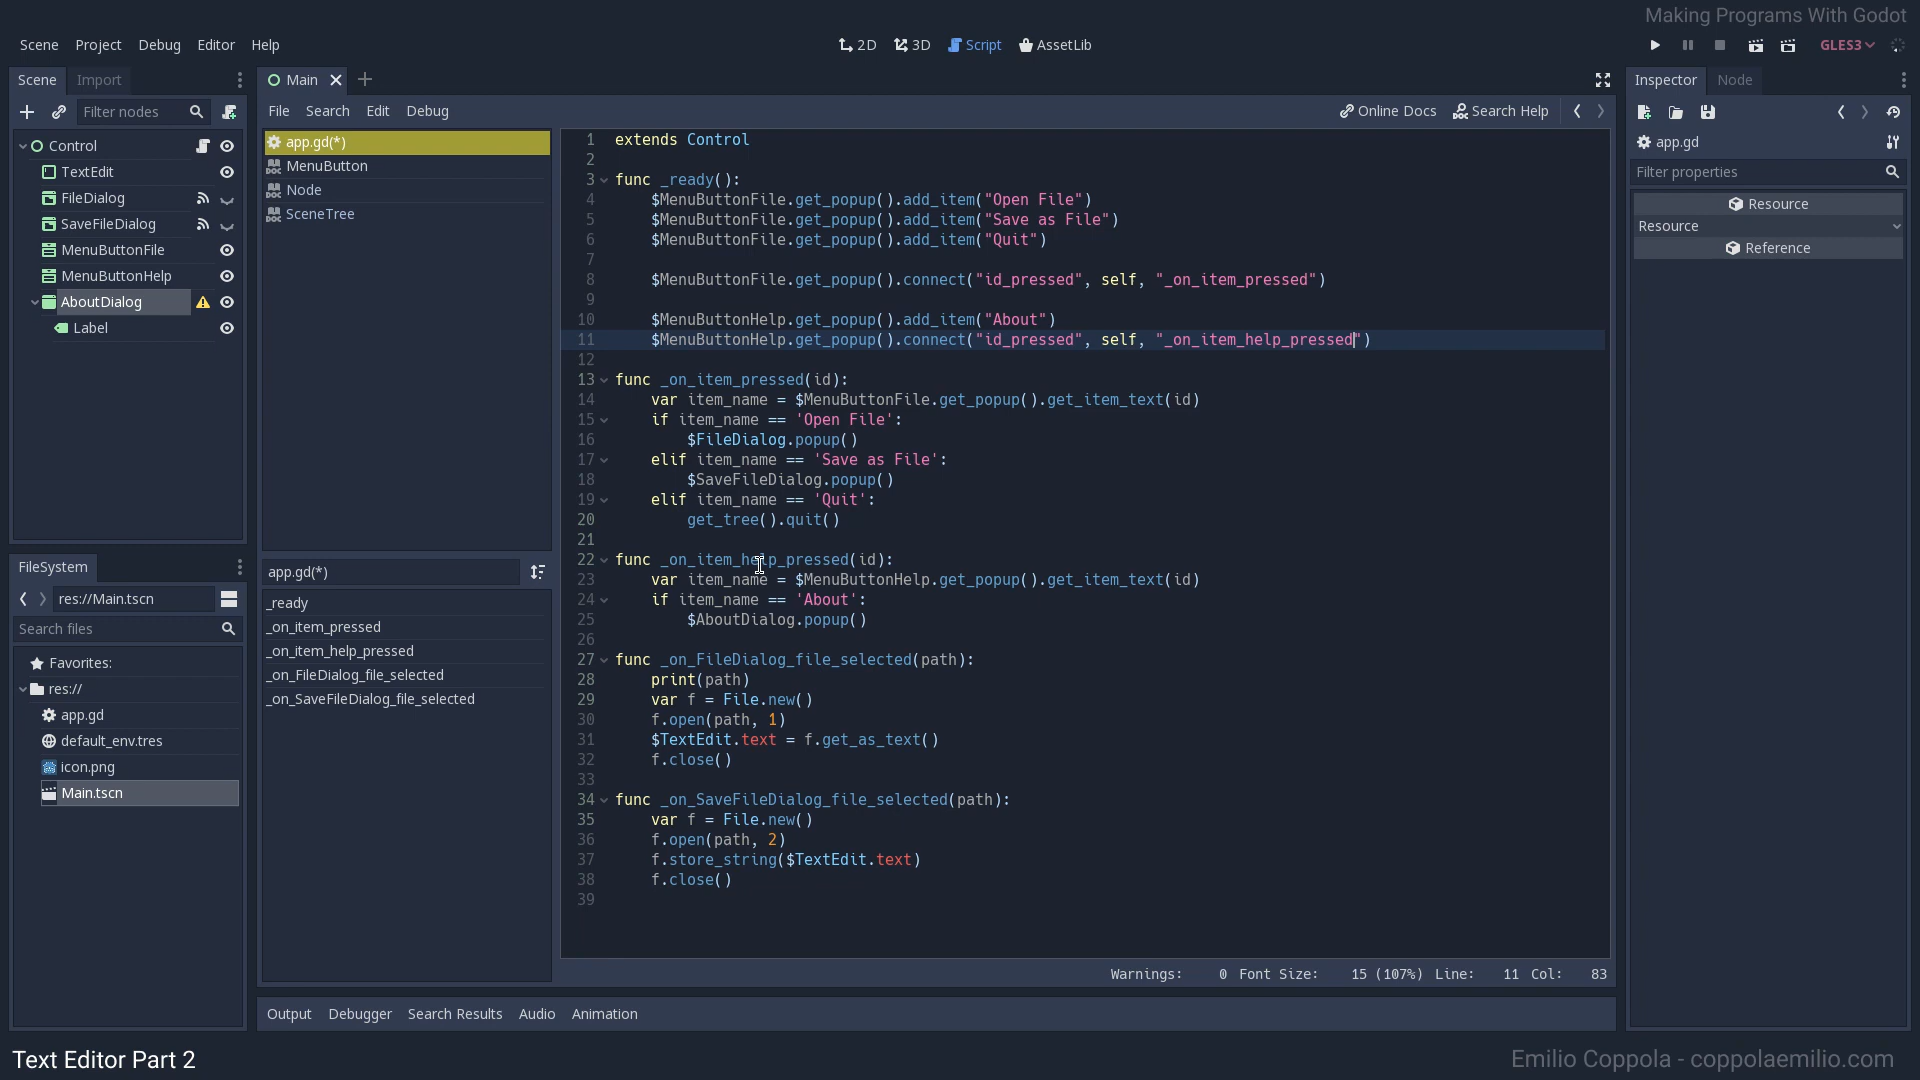 Making Programs With Godot
Scene Project Debug Editor Help
2D 3D Script AssetLib
GLES3
Scene Import
Filter nodes
Control
TextEdit
FileDialog
SaveFileDialog
MenuButtonFile
MenuButtonHelp
AboutDialog
Label
FileSystem
res://Main.tscn
Search files
Favorites:
res://
app.gd
default_env.tres
icon.png
Main.tscn
Main
File Search Edit Debug
Online Docs Search Help
app.gd(*)
MenuButton
Node
SceneTree
app.gd(*)
_ready
_on_item_pressed
_on_item_help_pressed
_on_FileDialog_file_selected
_on_SaveFileDialog_file_selected
1 extends Control
2
3 func _ready():
4 $MenuButtonFile.get_popup().add_item("Open File")
5 $MenuButtonFile.get_popup().add_item("Save as File")
6 $MenuButtonFile.get_popup().add_item("Quit")
7
8 $MenuButtonFile.get_popup().connect("id_pressed", self, "_on_item_pressed")
9
10 $MenuButtonHelp.get_popup().add_item("About")
11 $MenuButtonHelp.get_popup().connect("id_pressed", self, "_on_item_help_pressed")
12
13 func _on_item_pressed(id):
14 var item_name = $MenuButtonFile.get_popup().get_item_text(id)
15 if item_name == 'Open File':
16 $FileDialog.popup()
17 elif item_name == 'Save as File':
18 $SaveFileDialog.popup()
19 elif item_name == 'Quit':
20 get_tree().quit()
21
22 func _on_item_help_pressed(id):
23 var item_name = $MenuButtonHelp.get_popup().get_item_text(id)
24 if item_name == 'About':
25 $AboutDialog.popup()
26
27 func _on_FileDialog_file_selected(path):
28 print(path)
29 var f = File.new()
30 f.open(path, 1)
31 $TextEdit.text = f.get_as_text()
32 f.close()
33
34 func _on_SaveFileDialog_file_selected(path):
35 var f = File.new()
36 f.open(path, 2)
37 f.store_string($TextEdit.text)
38 f.close()
39
Warnings: 0 Font Size: 15 (107%) Line: 11 Col: 83
Output Debugger Search Results Audio Animation
Inspector Node
app.gd
Filter properties
Resource
Resource
Reference
Text Editor Part 2
Emilio Coppola - coppolaemilio.com